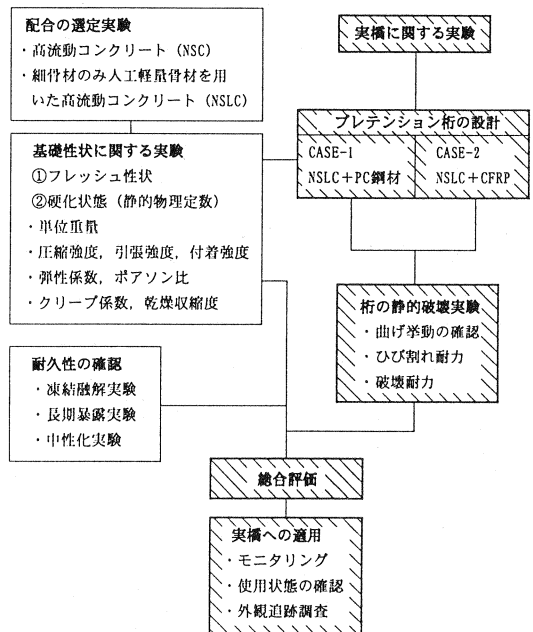 配合の選定実験
・高流動コンクリート（NSC）
・細骨材のみ人工軽量骨材を用
いた高流動コンクリート（NSLC）
基礎性状に関する実験
①フレッシュ性状
②硬化状態（静的物理定数）
・単位重量
・圧縮強度，引張強度，付着強度
・弾性係数，ポアソン比
・クリープ係数，乾燥収縮度
耐久性の確認
・凍結融解実験
・長期暴露実験
・中性化実験
実橋に関する実験
プレテンション桁の設計
CASE-1
NSLC＋PC鋼材
CASE-2
NSLC＋CFRP
桁の静的破壊実験
・曲げ挙動の確認
・ひび割れ耐力
・破壊耐力
総合評価
実橋への適用
・モニタリング
・使用状態の確認
・外観追跡調査